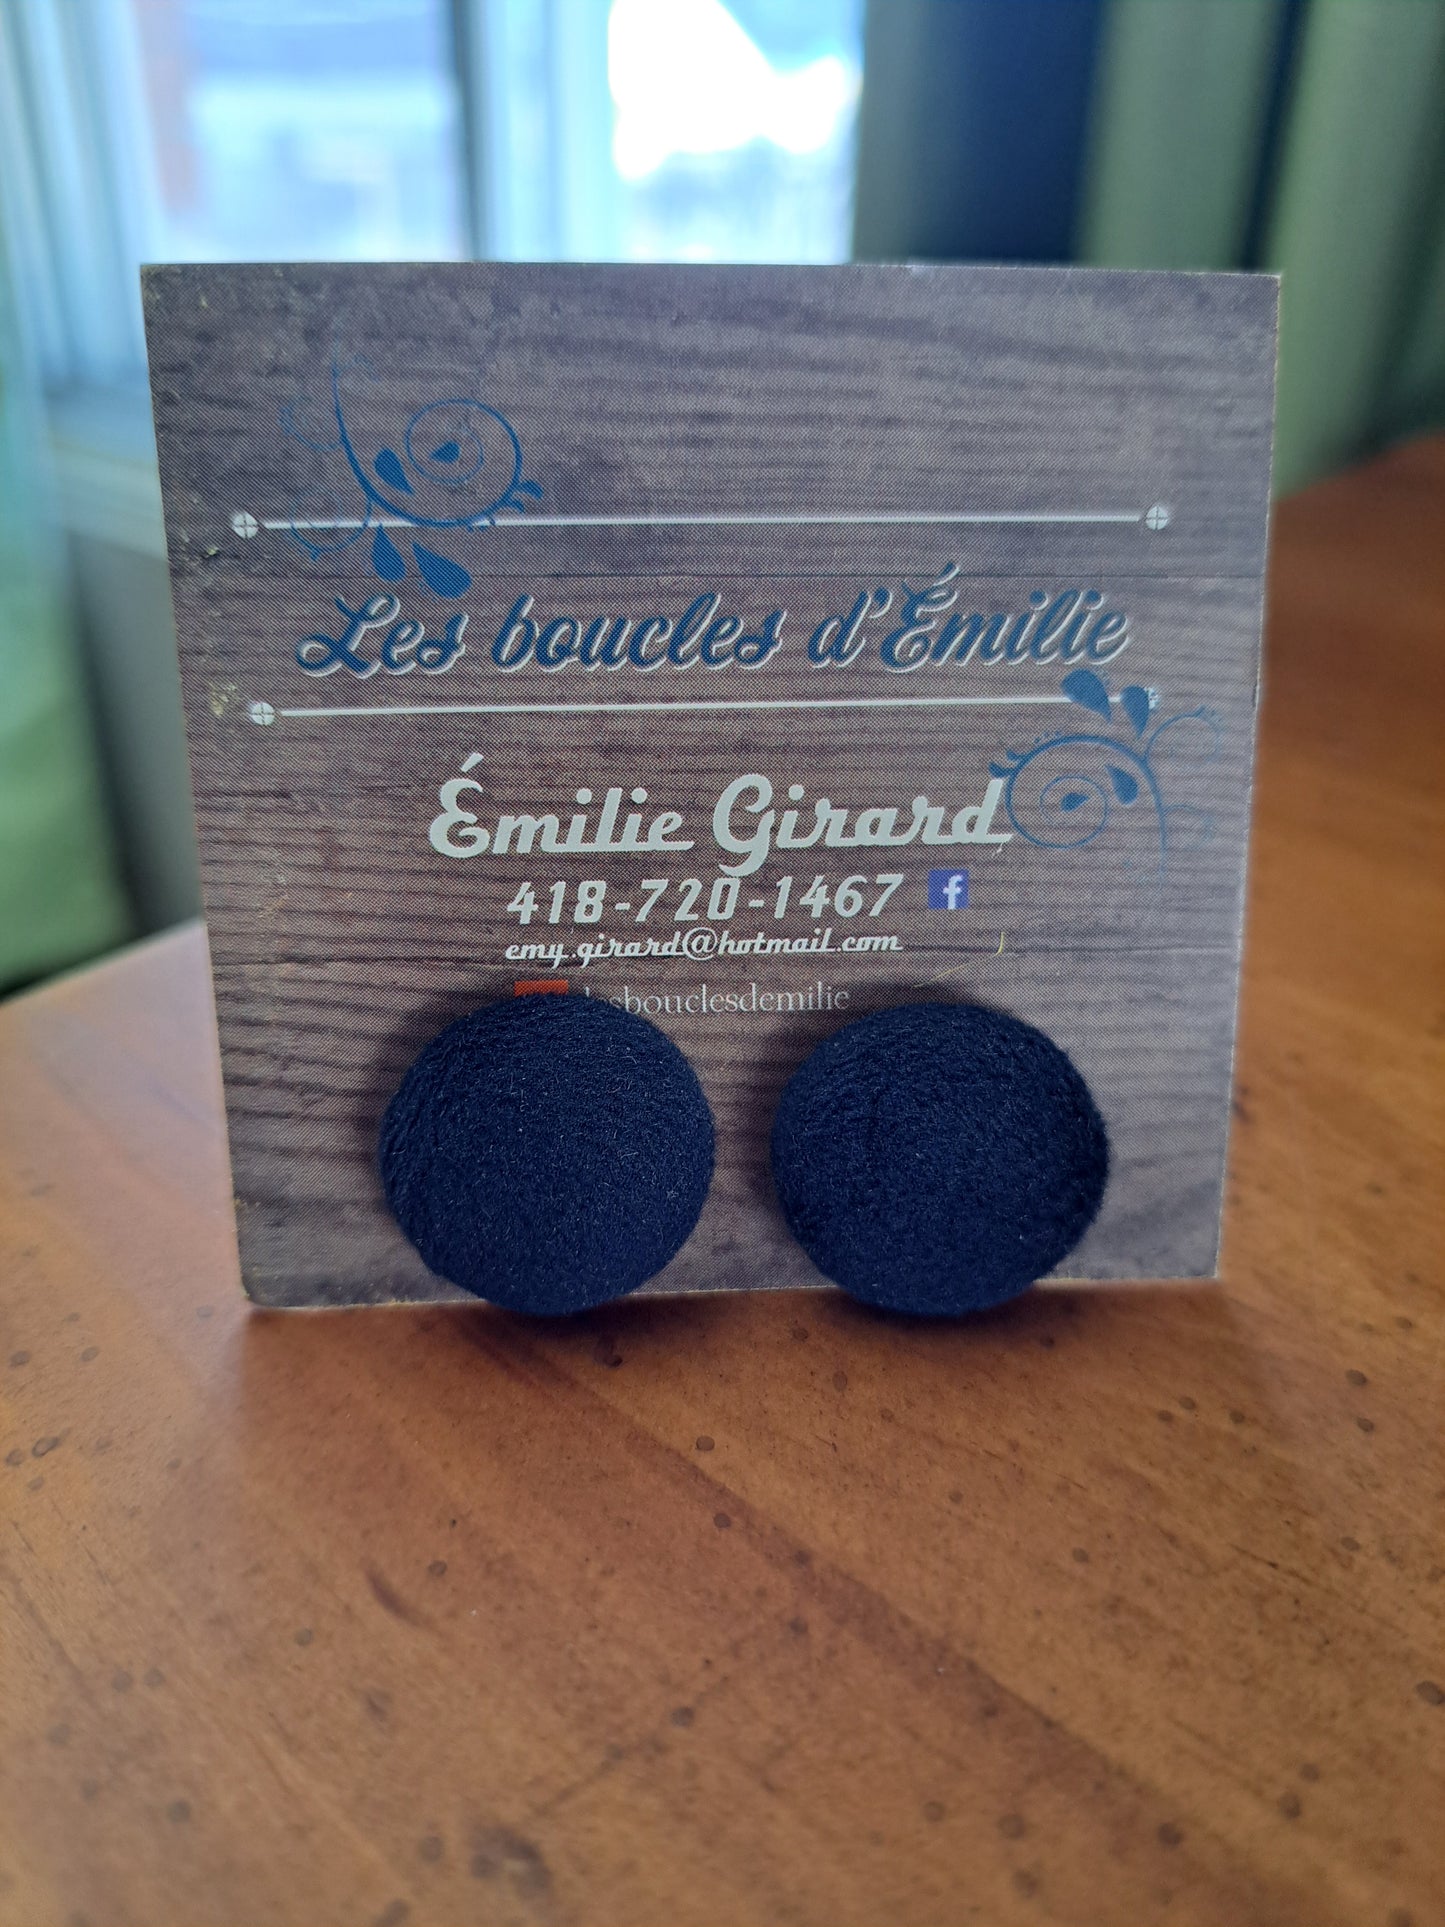 Les boucles d'Émilie
Émilie Girard
418-720-1467 f
emy.girard@hotmail.com
lesbouclesdemilie